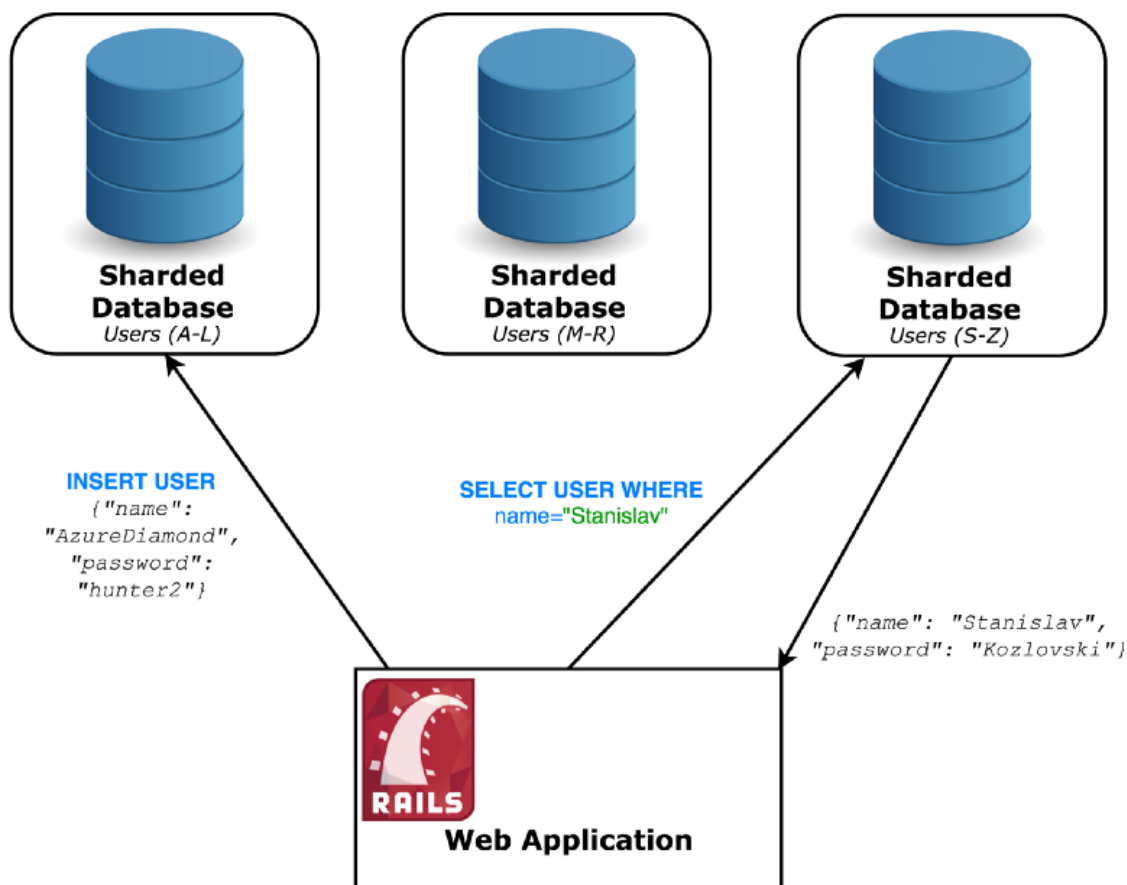 Sharded
Database
Users (A-L)
Sharded
Database
Users (M-R)
Sharded
Database
Users (S-Z)
INSERT USER
{"name":
"AzureDiamond",
"password":
"hunter2"}
SELECT USER WHERE
name="Stanislav"
{"name": "Stanislav",
"password": "Kozlovski"}
RAILS
Web Application